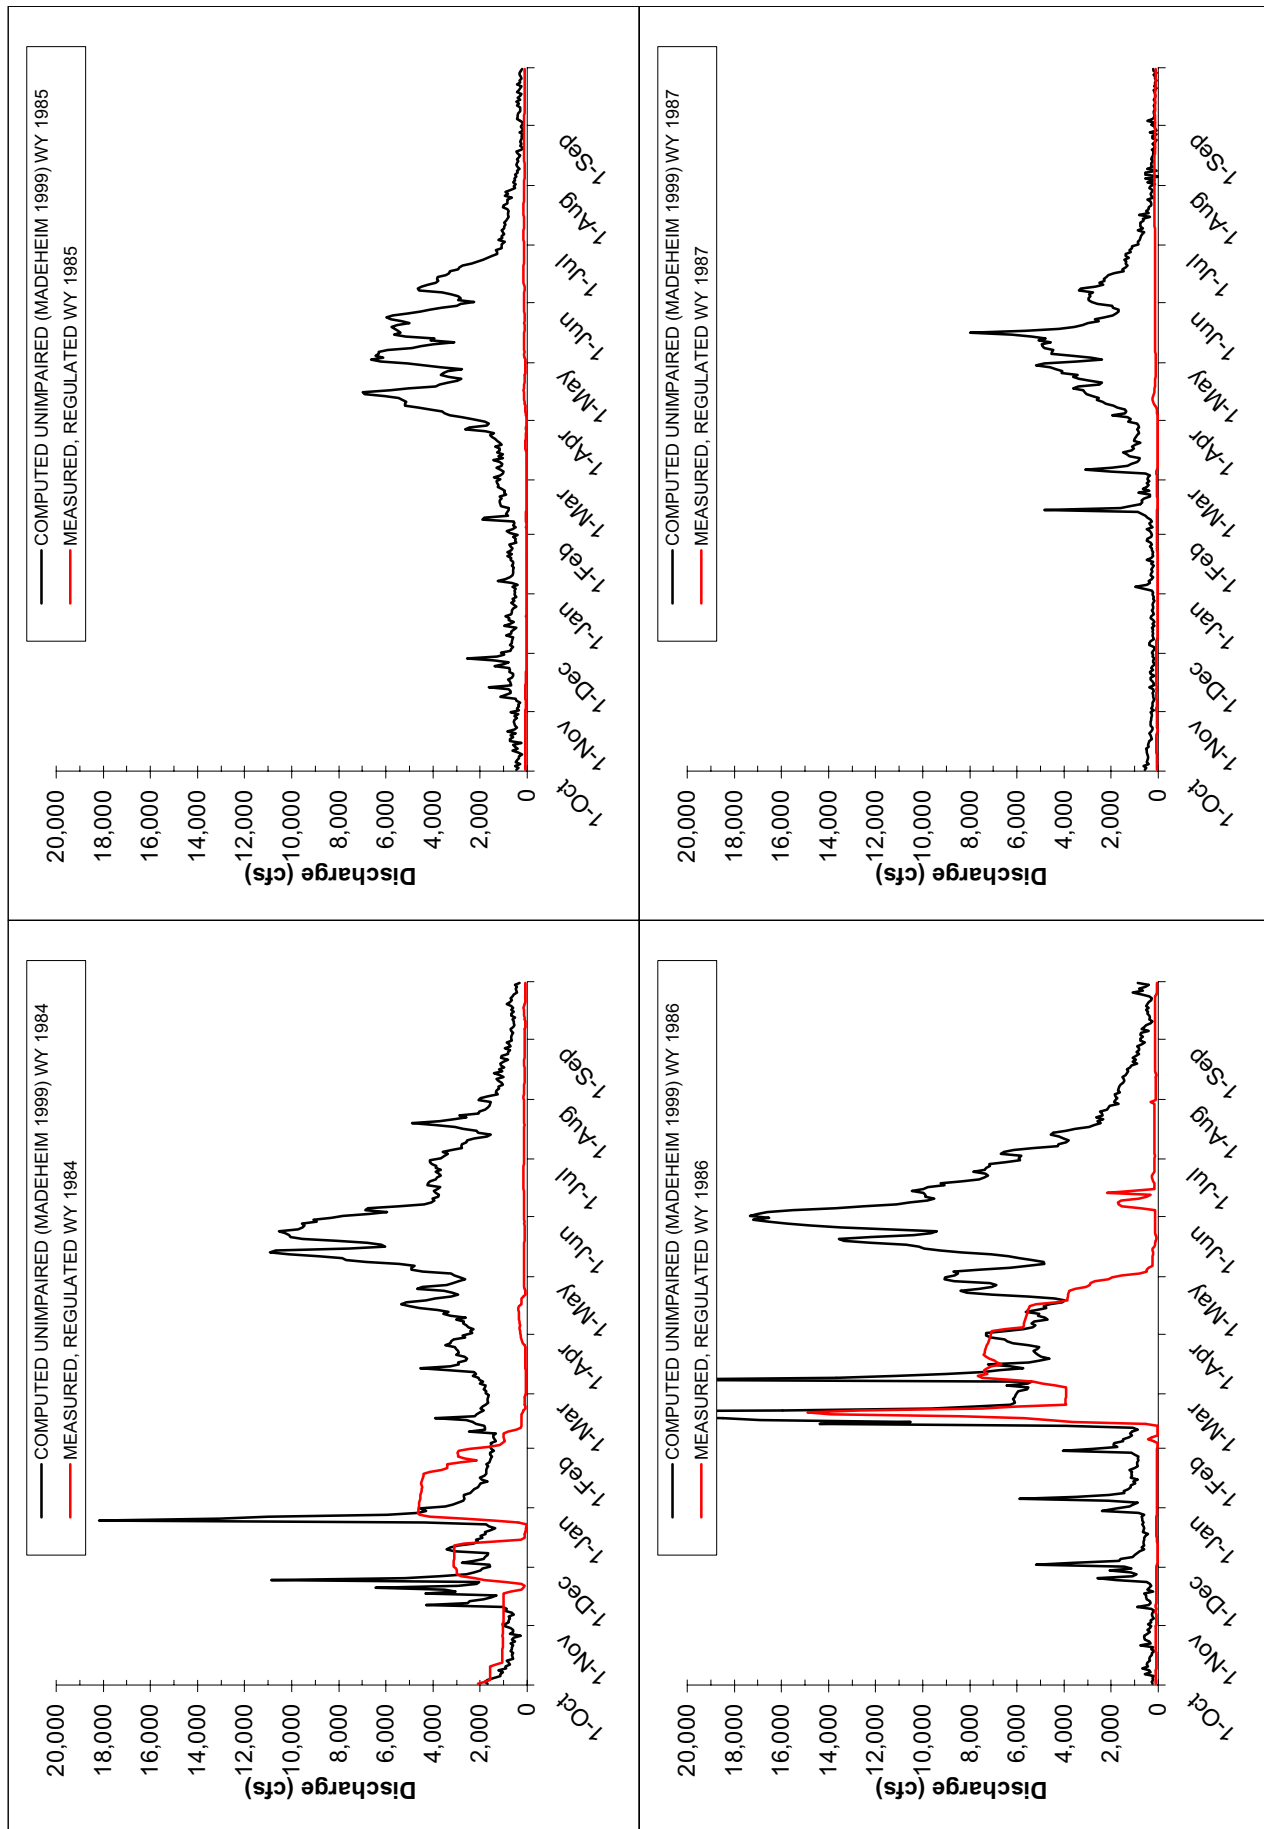 COMPUTED UNIMPAIRED (MADEHEIM 1999) WY 1984
MEASURED, REGULATED WY 1984
Discharge (cfs)
20,000
18,000
16,000
14,000
12,000
10,000
8,000
6,000
4,000
2,000
0
1-Oct
1-Nov
1-Dec
1-Jan
1-Feb
1-Mar
1-Apr
1-May
1-Jun
1-Jul
1-Aug
1-Sep
COMPUTED UNIMPAIRED (MADEHEIM 1999) WY 1985
MEASURED, REGULATED WY 1985
Discharge (cfs)
20,000
18,000
16,000
14,000
12,000
10,000
8,000
6,000
4,000
2,000
0
1-Oct
1-Nov
1-Dec
1-Jan
1-Feb
1-Mar
1-Apr
1-May
1-Jun
1-Jul
1-Aug
1-Sep
COMPUTED UNIMPAIRED (MADEHEIM 1999) WY 1986
MEASURED, REGULATED WY 1986
Discharge (cfs)
20,000
18,000
16,000
14,000
12,000
10,000
8,000
6,000
4,000
2,000
0
1-Oct
1-Nov
1-Dec
1-Jan
1-Feb
1-Mar
1-Apr
1-May
1-Jun
1-Jul
1-Aug
1-Sep
COMPUTED UNIMPAIRED (MADEHEIM 1999) WY 1987
MEASURED, REGULATED WY 1987
Discharge (cfs)
20,000
18,000
16,000
14,000
12,000
10,000
8,000
6,000
4,000
2,000
0
1-Oct
1-Nov
1-Dec
1-Jan
1-Feb
1-Mar
1-Apr
1-May
1-Jun
1-Jul
1-Aug
1-Sep